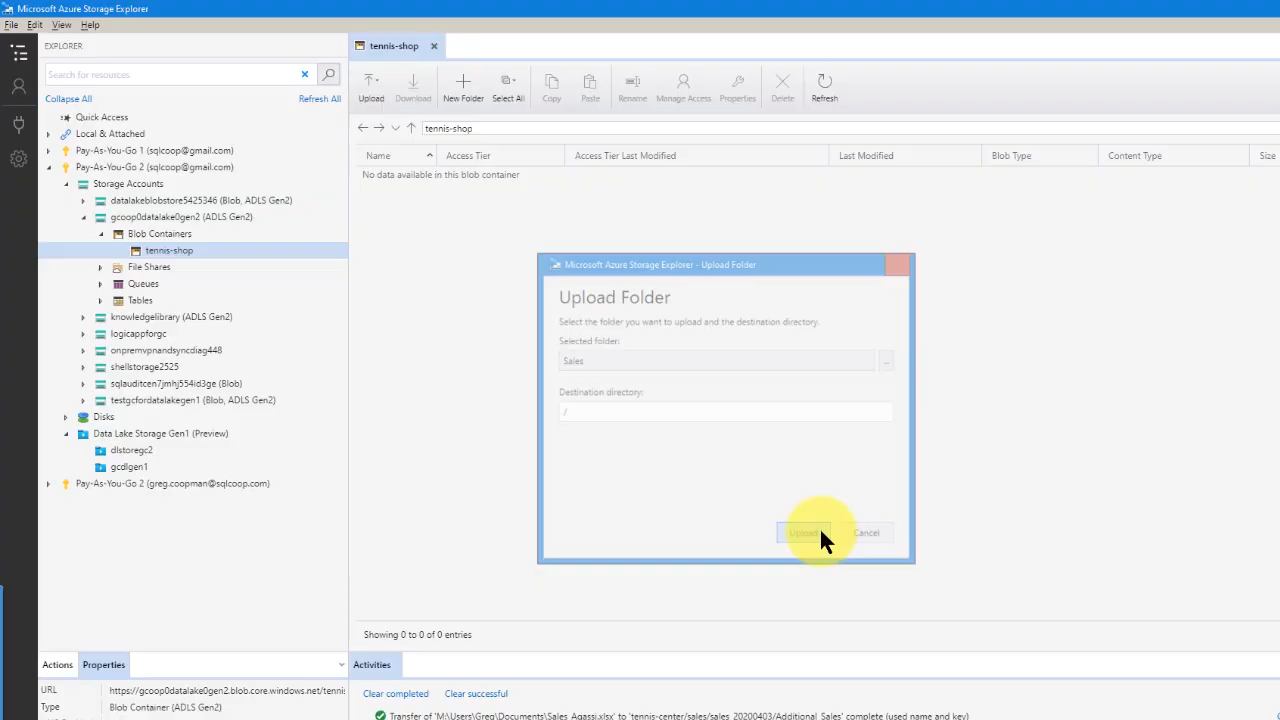 Microsoft Azure Storage Explorer
File Edit View Help
EXPLORER
Search for resources
Collapse All Refresh All
Quick Access
Local & Attached
Pay-As-You-Go 1 (sqlcoop@gmail.com)
Pay-As-You-Go 2 (sqlcoop@gmail.com)
Storage Accounts
datalakeblobstore5425346 (Blob, ADLS Gen2)
gcoop0datalake0gen2 (ADLS Gen2)
Blob Containers
tennis-shop
File Shares
Queues
Tables
knowledgelibrary (ADLS Gen2)
logicappforgc
onpremvpnandsyncdiag448
shellstorage2525
sqlauditcen7jmhj554id3ge (Blob)
testgcfordatalakegen1 (Blob, ADLS Gen2)
Disks
Data Lake Storage Gen1 (Preview)
dlstoregc2
gcdlgen1
Pay-As-You-Go 2 (greg.coopman@sqlcoop.com)
Actions Properties
URL https://gcoop0datalake0gen2.blob.core.windows.net/tennis
Type Blob Container (ADLS Gen2)
tennis-shop
Upload Download New Folder Select All Copy Paste Rename Manage Access Properties Delete Refresh
tennis-shop
Name Access Tier Access Tier Last Modified Last Modified Blob Type Content Type Size
No data available in this blob container
Microsoft Azure Storage Explorer - Upload Folder
Upload Folder
Select the folder you want to upload and the destination directory.
Selected folder:
Sales ...
Destination directory:
/
Upload Cancel
Showing 0 to 0 of 0 entries
Activities
Clear completed Clear successful
Transfer of 'M:\Users\Greg\Documents\Sales_Agassi.xlsx' to 'tennis-center/sales/sales_20200403/Additional_Sales' complete (used name and key)